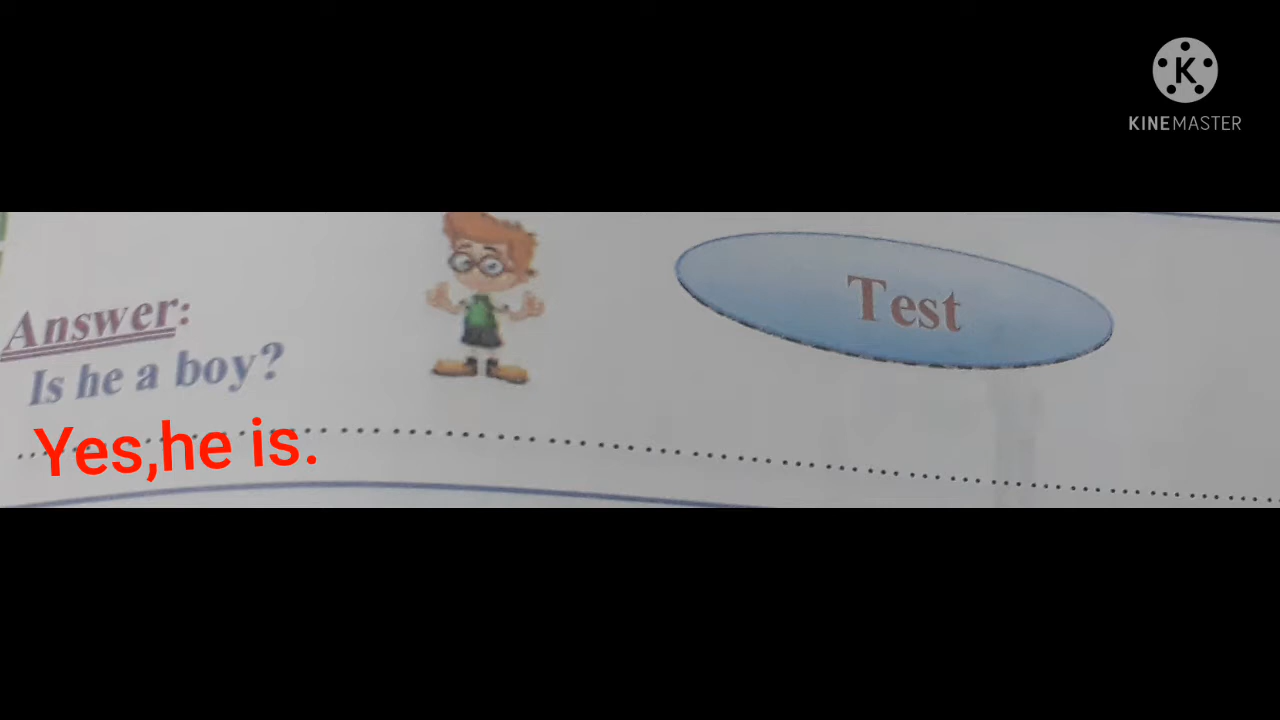 KINEMASTER
Test
Answer:
Is he a boy?
Yes,he is.